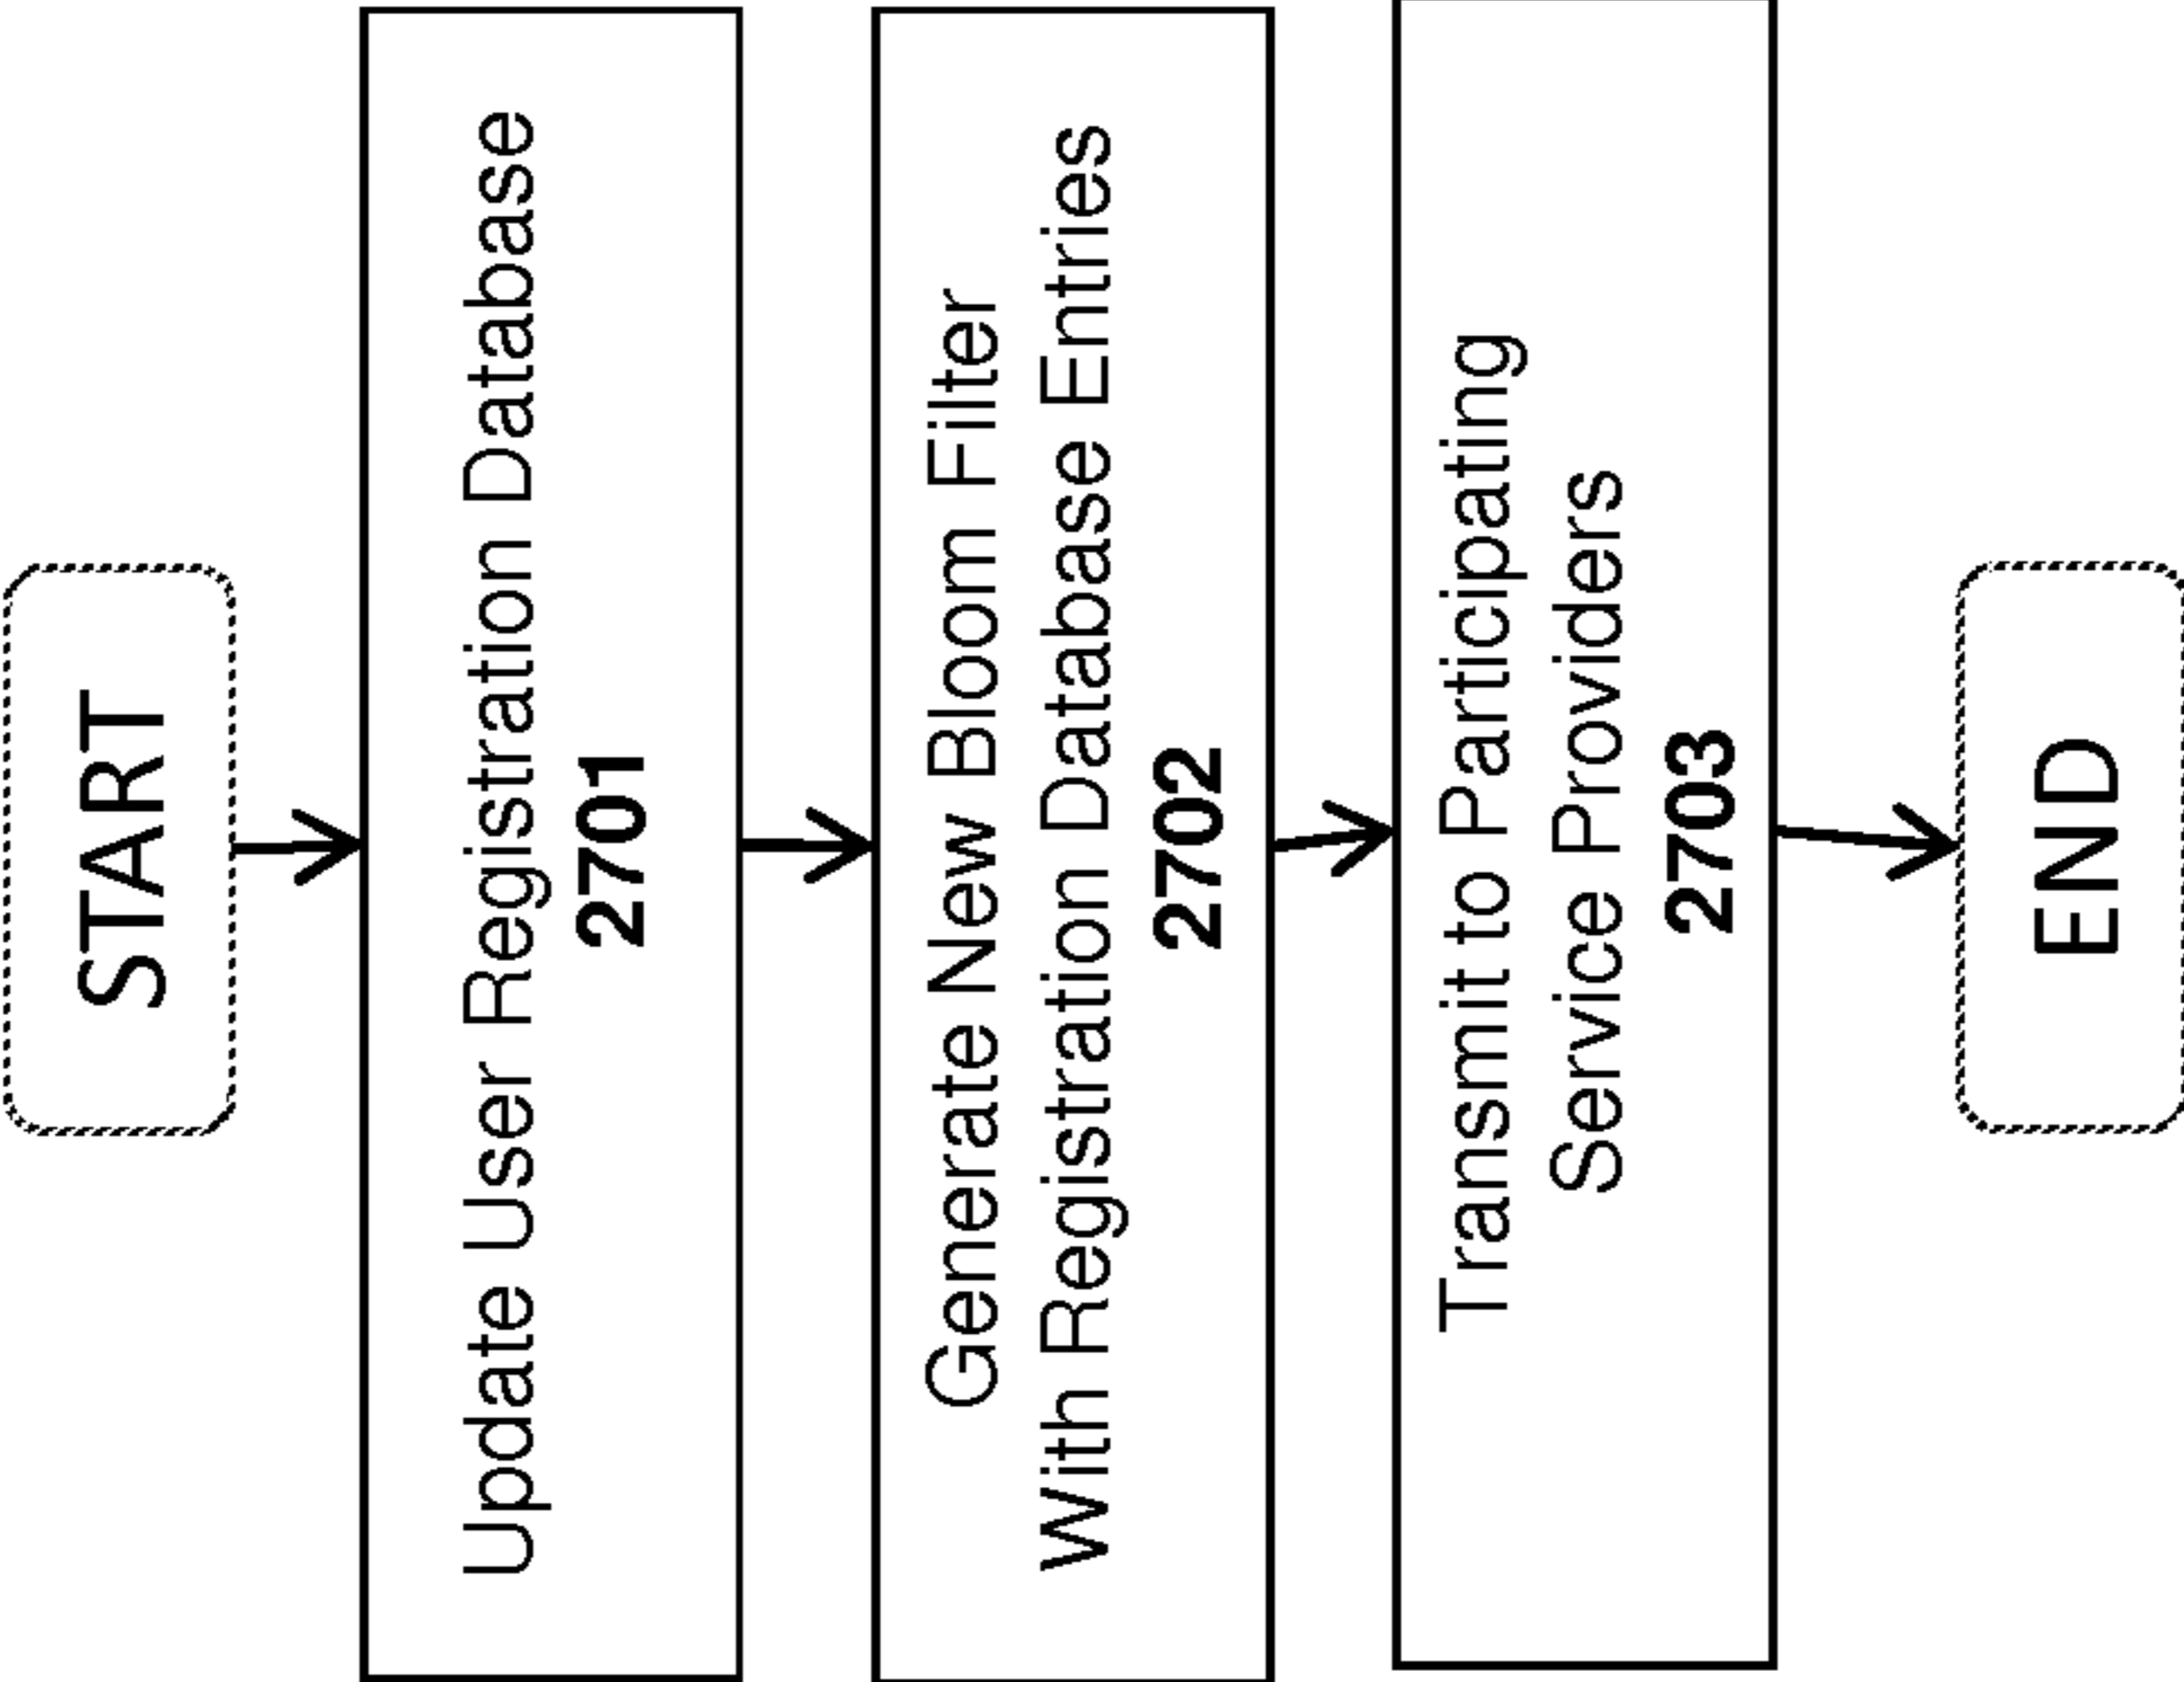 START
Update User Registration Database
2701
Generate New Bloom Filter
With Registration Database Entries
2702
Transmit to Participating
Service Providers
2703
END